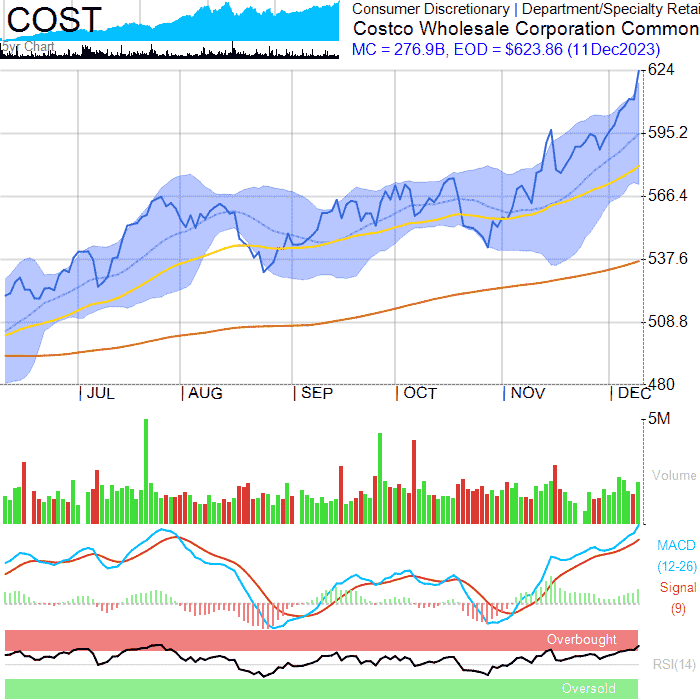 COST
5yr Chart
Consumer Discretionary | Department/Specialty Retai
Costco Wholesale Corporation Common
MC = 276.9B, EOD = $623.86 (11Dec2023)
624
595.2
566.4
537.6
508.8
480
| JUL | AUG | SEP | OCT | NOV | DEC
5M
Volume
MACD
(12-26)
Signal
(9)
Overbought
RSI(14)
Oversold